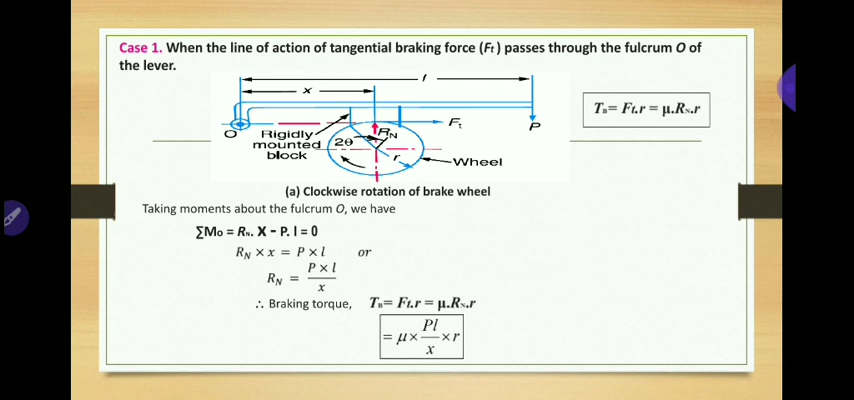 Case 1. When the line of action of tangential braking force (Ft) passes through the fulcrum O of
the lever.
l
x
TB= Ft.r = μ.RN.r
Ft
P
O
RN
Rigidly
mounted
block
2θ
r
Wheel
(a) Clockwise rotation of brake wheel
Taking moments about the fulcrum O, we have
∑Mo = RN. X – P. l = 0
RN × x = P × l or
RN = P × l / x
∴ Braking torque, TB= Ft.r = μ.RN.r
= μ × Pl / x × r